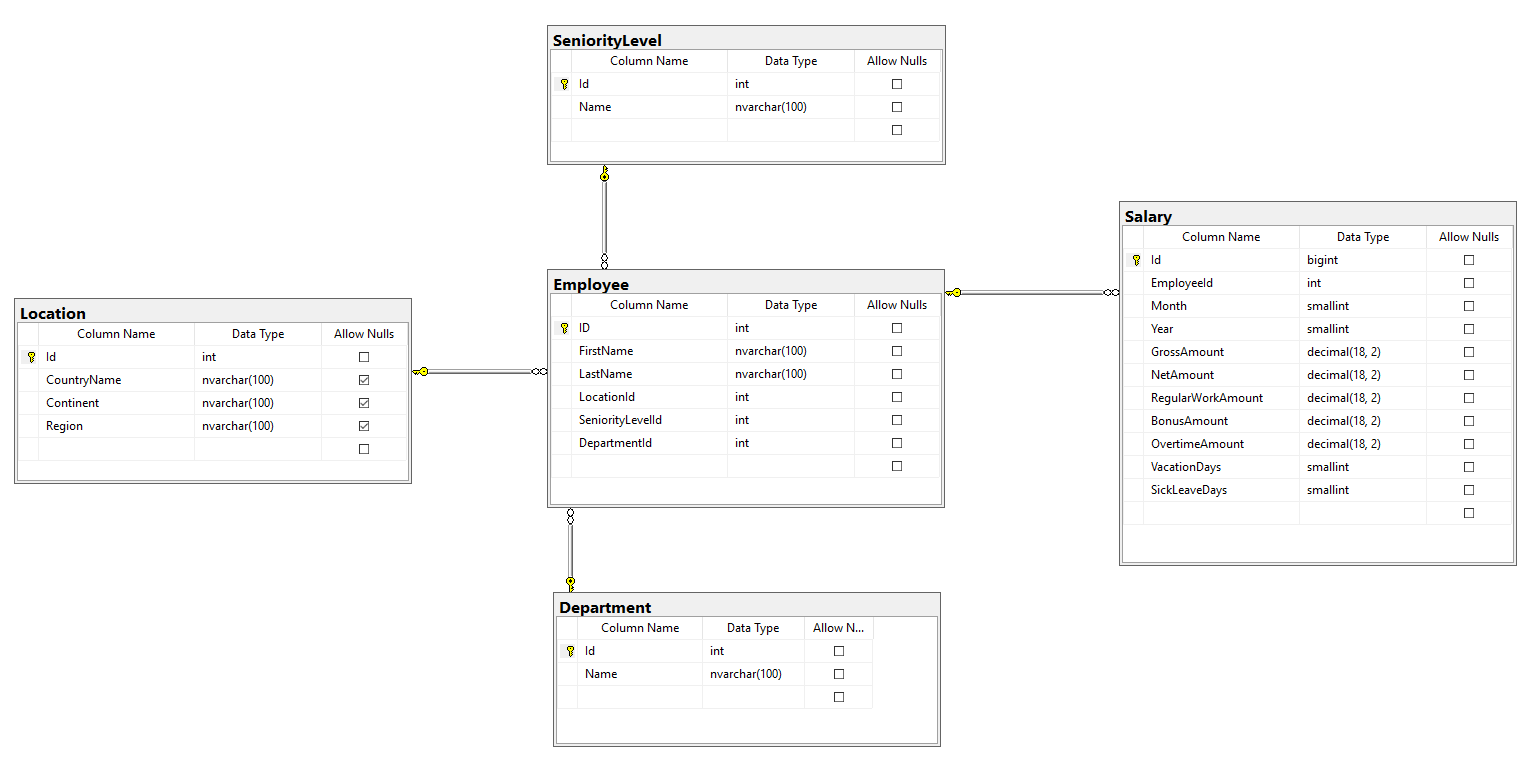 SeniorityLevel
Column Name Data Type Allow Nulls
Id int
Name nvarchar(100)
Salary
Column Name Data Type Allow Nulls
Id bigint
EmployeeId int
Month smallint
Year smallint
GrossAmount decimal(18, 2)
NetAmount decimal(18, 2)
RegularWorkAmount decimal(18, 2)
BonusAmount decimal(18, 2)
OvertimeAmount decimal(18, 2)
VacationDays smallint
SickLeaveDays smallint
Employee
Column Name Data Type Allow Nulls
ID int
FirstName nvarchar(100)
LastName nvarchar(100)
LocationId int
SeniorityLevelId int
DepartmentId int
Location
Column Name Data Type Allow Nulls
Id int
CountryName nvarchar(100)
Continent nvarchar(100)
Region nvarchar(100)
Department
Column Name Data Type Allow N...
Id int
Name nvarchar(100)